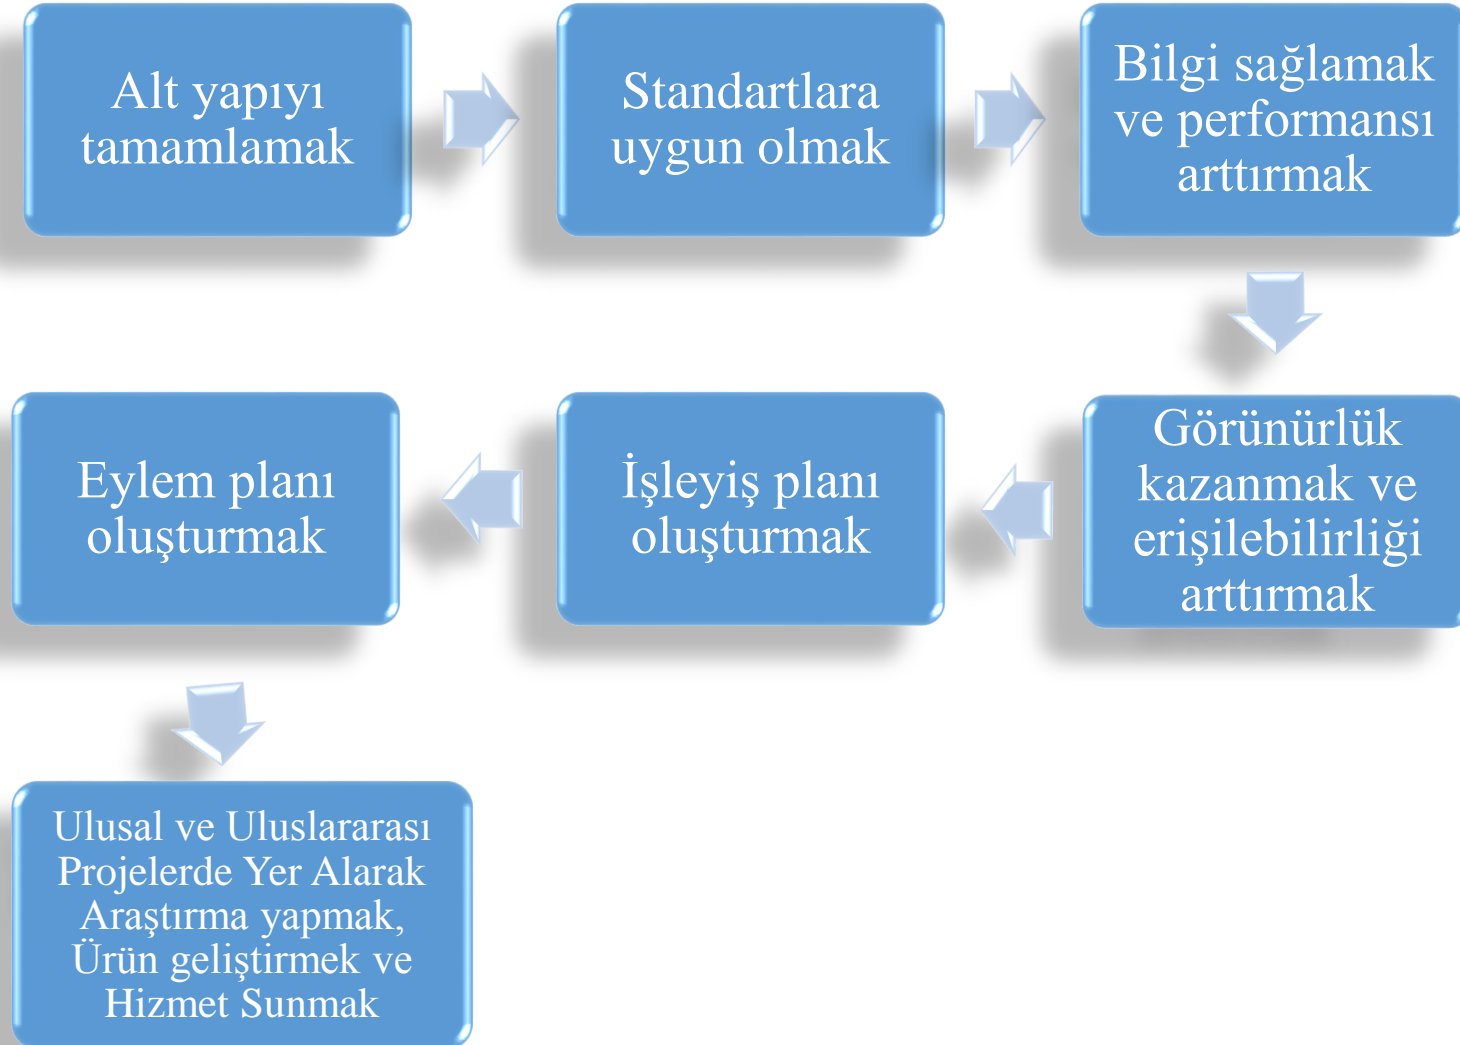 Alt yapıyı
tamamlamak
Standartlara
uygun olmak
Bilgi sağlamak
ve performansı
arttırmak
Görünürlük
kazanmak ve
erişilebilirliği
arttırmak
İşleyiş planı
oluşturmak
Eylem planı
oluşturmak
Ulusal ve Uluslararası
Projelerde Yer Alarak
Araştırma yapmak,
Ürün geliştirmek ve
Hizmet Sunmak